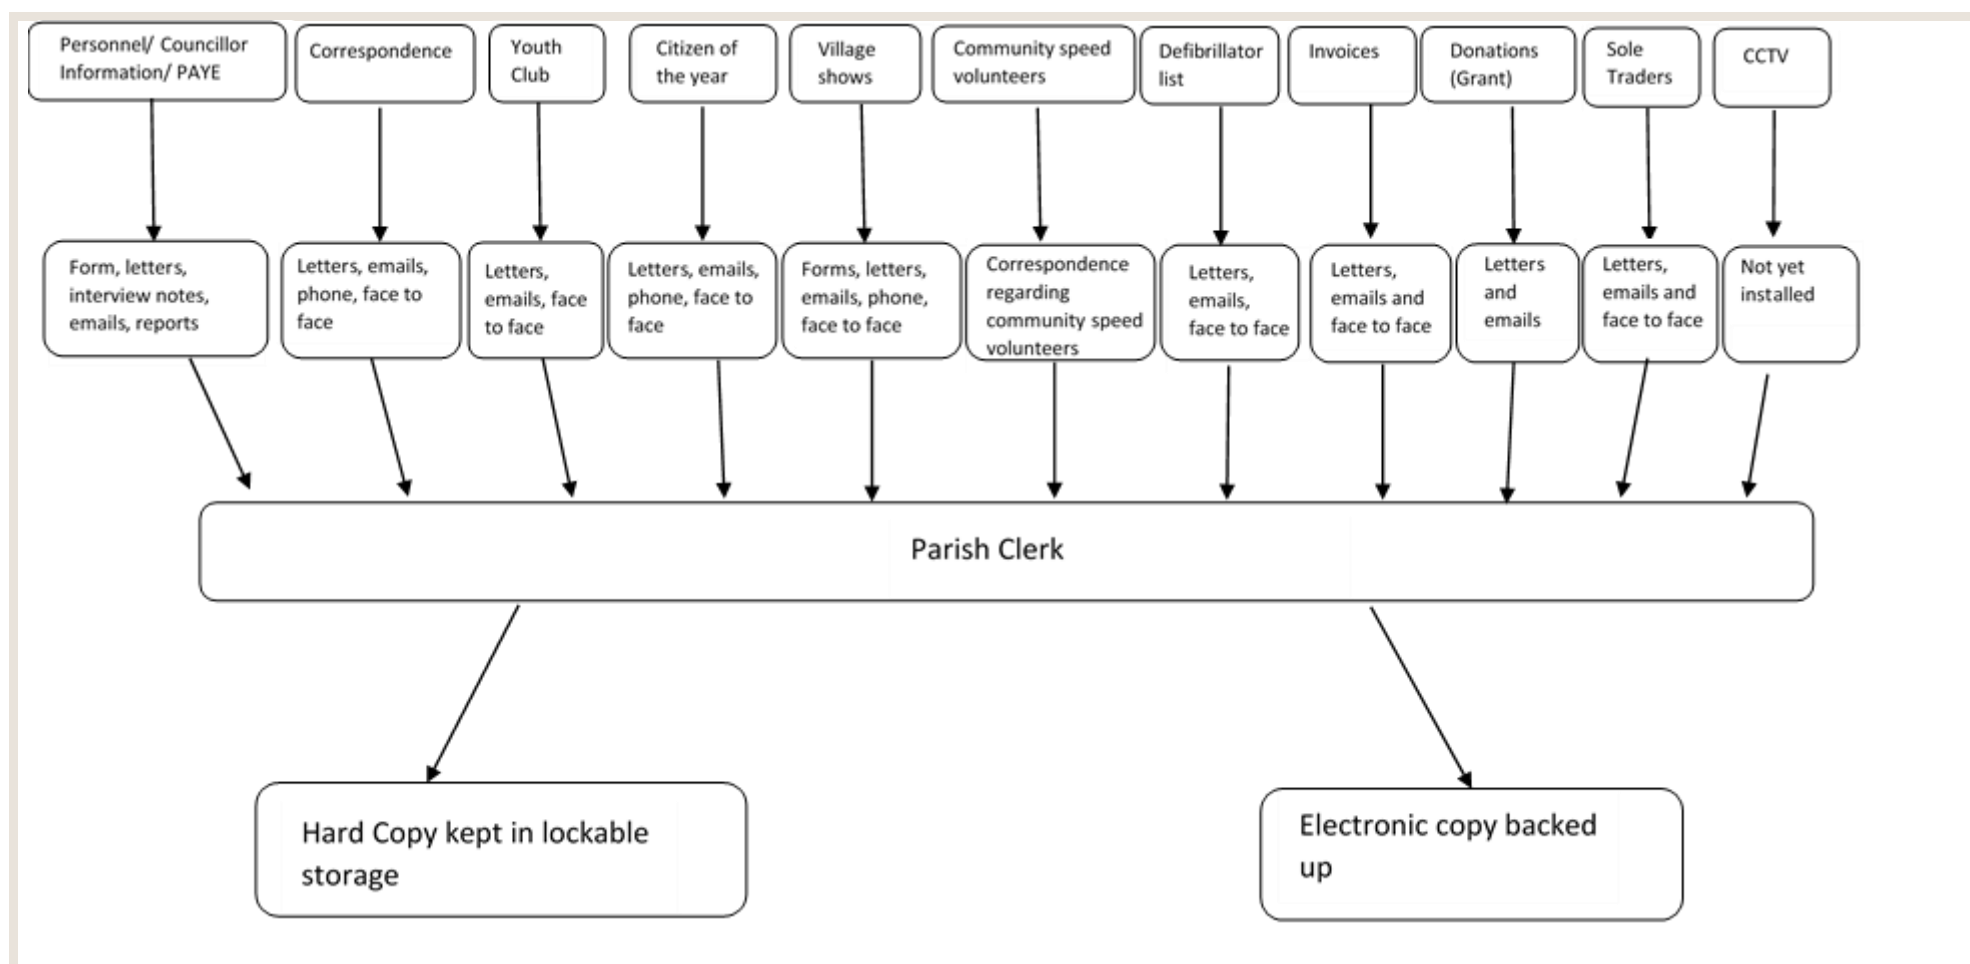 Personnel/ Councillor
Information/ PAYE
Correspondence
Youth
Club
Citizen of
the year
Village
shows
Community speed
volunteers
Defibrillator
list
Invoices
Donations
(Grant)
Sole
Traders
CCTV
Form, letters,
interview notes,
emails, reports
Letters, emails,
phone, face to
face
Letters,
emails, face
to face
Letters, emails,
phone, face to
face
Forms, letters,
emails, phone,
face to face
Correspondence
regarding
community speed
volunteers
Letters,
emails,
face to face
Letters,
emails and
face to face
Letters
and
emails
Letters,
emails and
face to face
Not yet
installed
Parish Clerk
Hard Copy kept in lockable
storage
Electronic copy backed
up